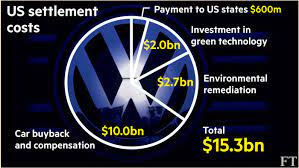 US settlement
costs
Payment to US states $600m
$2.0bn
Investment in
green technology
$2.7bn
Environmental
remediation
$10.0bn
Car buyback
and compensation
Total
$15.3bn
FT